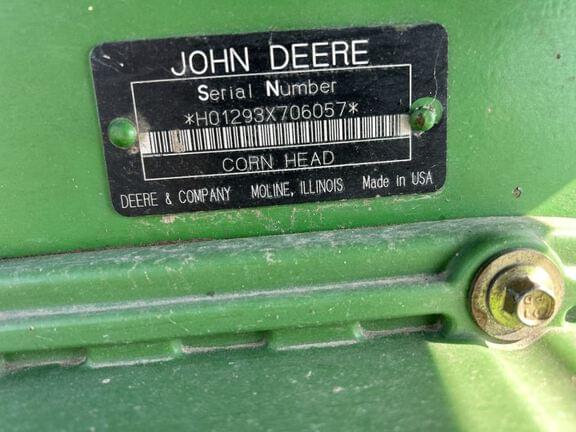 JOHN DEERE
Serial Number
*H01293X706057*
CORN HEAD
DEERE & COMPANY MOLINE, ILLINOIS Made in USA